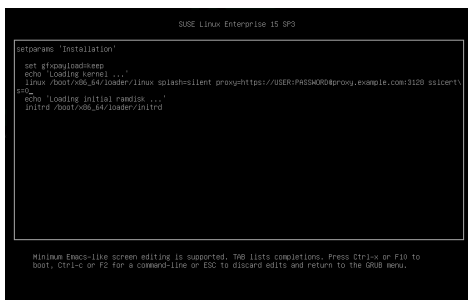 SUSE Linux Enterprise 15 SP3
setparams 'Installation'
set gfxpayload=keep
echo 'Loading kernel ...'
linux /boot/x86_64/loader/linux splash=silent proxy=https://USER:PASSWORD@proxy.example.com:3128 sslcert\
s=0_
echo 'Loading initial ramdisk ...'
initrd /boot/x86_64/loader/initrd
Minimum Emacs-like screen editing is supported. TAB lists completions. Press Ctrl-x or F10 to
boot, Ctrl-c or F2 for a command-line or ESC to discard edits and return to the GRUB menu.